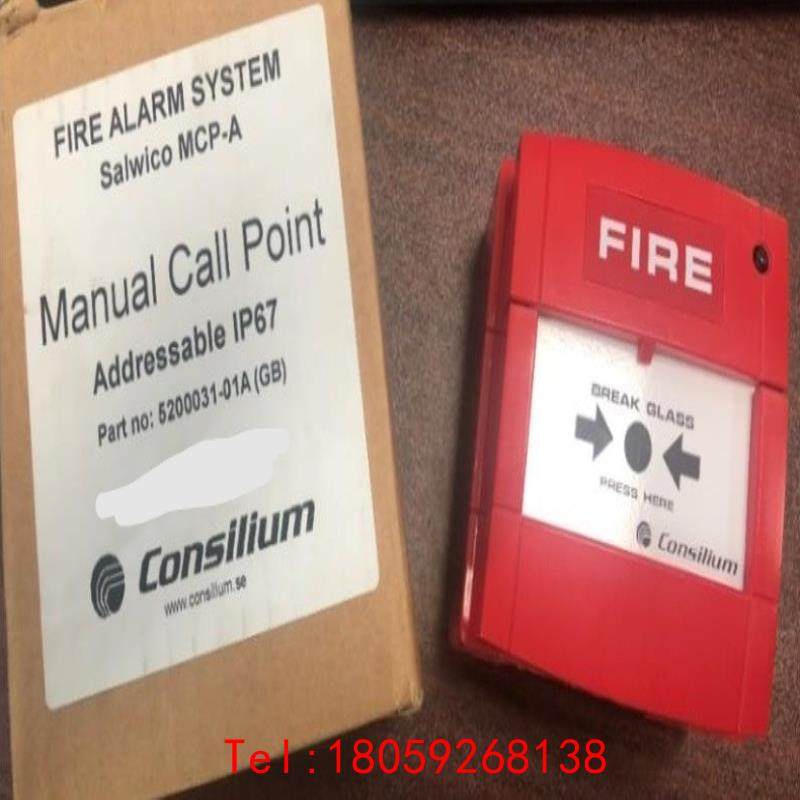 FIRE ALARM SYSTEM
Salwico MCP-A
Manual Call Point
Addressable IP67
Part no: 5200031-01A (GB)
Consilium
www.consilium.se
FIRE
BREAK GLASS
PRESS HERE
Consilium
Tel:18059268138